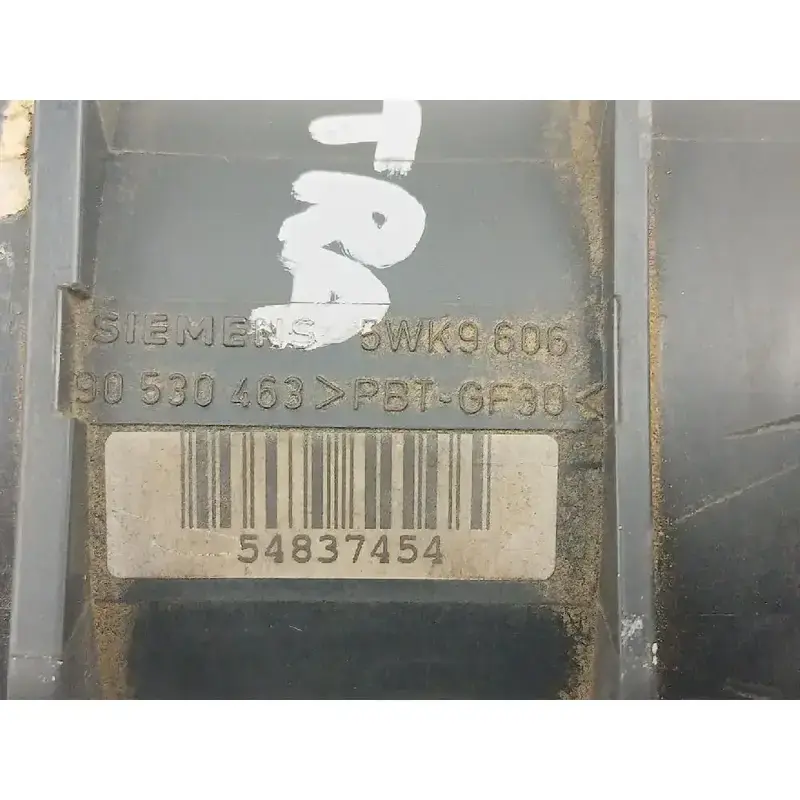 SIEMENS 5WK9 606
90 530 463 >PBT-GF30<
54837454